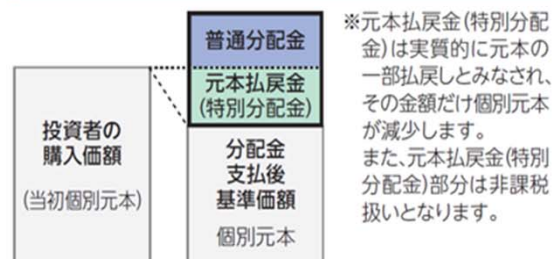 普通分配金
元本払戻金
(特別分配金)
投資者の
購入価額
(当初個別元本)
分配金
支払後
基準価額
個別元本
※元本払戻金(特別分配
金)は実質的に元本の
一部払戻しとみなされ、
その金額だけ個別元本
が減少します。
また、元本払戻金(特別
分配金)部分は非課税
扱いとなります。